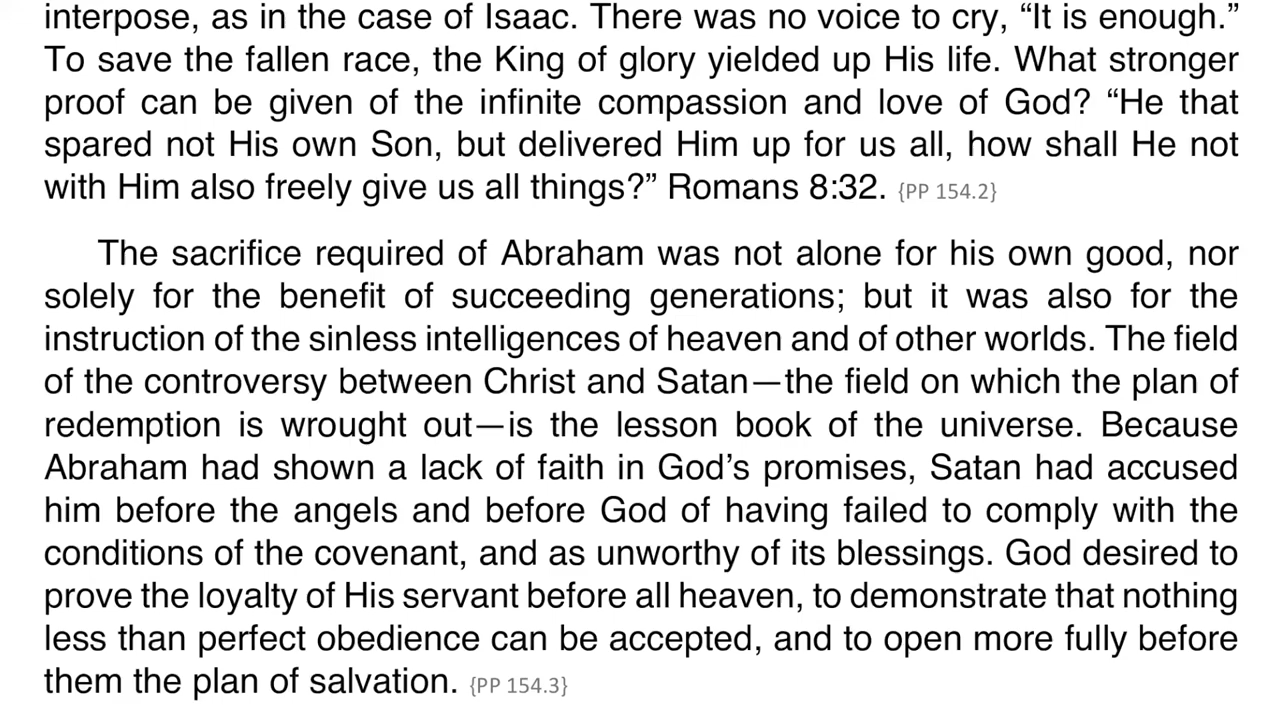 interpose, as in the case of Isaac. There was no voice to cry, “It is enough.”
To save the fallen race, the King of glory yielded up His life. What stronger
proof can be given of the infinite compassion and love of God? “He that
spared not His own Son, but delivered Him up for us all, how shall He not
with Him also freely give us all things?” Romans 8:32. {PP 154.2}
The sacrifice required of Abraham was not alone for his own good, nor
solely for the benefit of succeeding generations; but it was also for the
instruction of the sinless intelligences of heaven and of other worlds. The field
of the controversy between Christ and Satan—the field on which the plan of
redemption is wrought out—is the lesson book of the universe. Because
Abraham had shown a lack of faith in God’s promises, Satan had accused
him before the angels and before God of having failed to comply with the
conditions of the covenant, and as unworthy of its blessings. God desired to
prove the loyalty of His servant before all heaven, to demonstrate that nothing
less than perfect obedience can be accepted, and to open more fully before
them the plan of salvation. {PP 154.3}